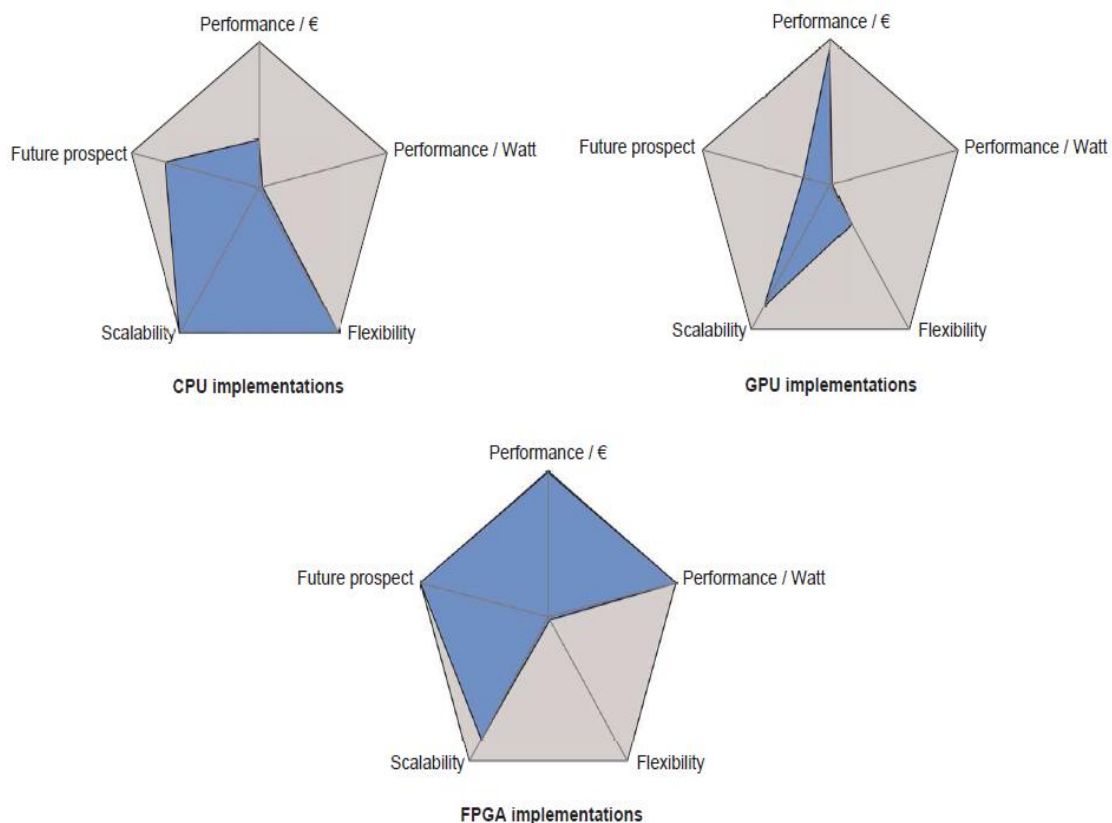 Performance / €
Performance / €
Future prospect
Performance / Watt
Future prospect
Performance / Watt
Scalability
Flexibility
Scalability
Flexibility
CPU implementations
GPU implementations
Performance / €
Future prospect
Performance / Watt
Scalability
Flexibility
FPGA implementations